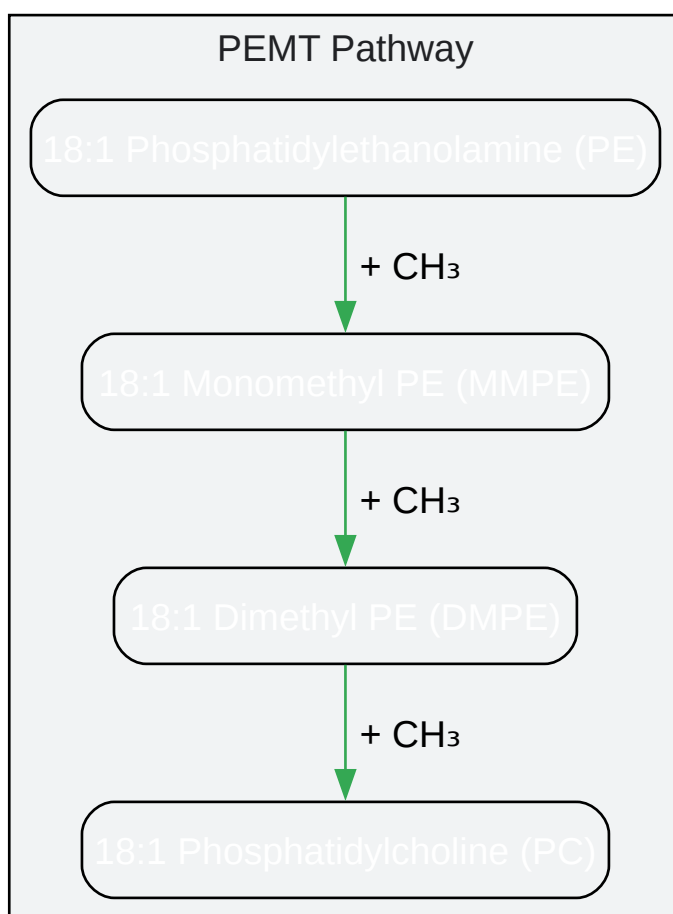 PEMT Pathway
18:1 Phosphatidylethanolamine (PE)
+ CH₃
18:1 Monomethyl PE (MMPE)
+ CH₃
18:1 Dimethyl PE (DMPE)
+ CH₃
18:1 Phosphatidylcholine (PC)